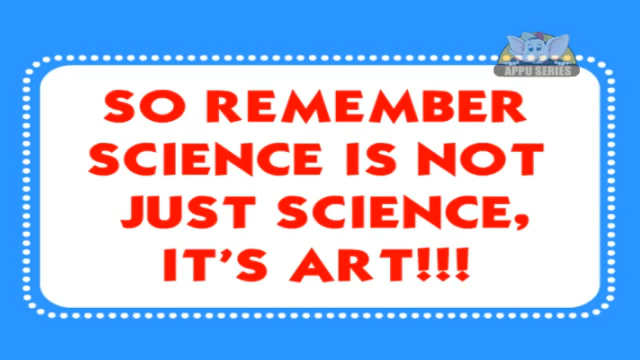 APPU SERIES
SO REMEMBER
SCIENCE IS NOT
JUST SCIENCE,
IT'S ART!!!